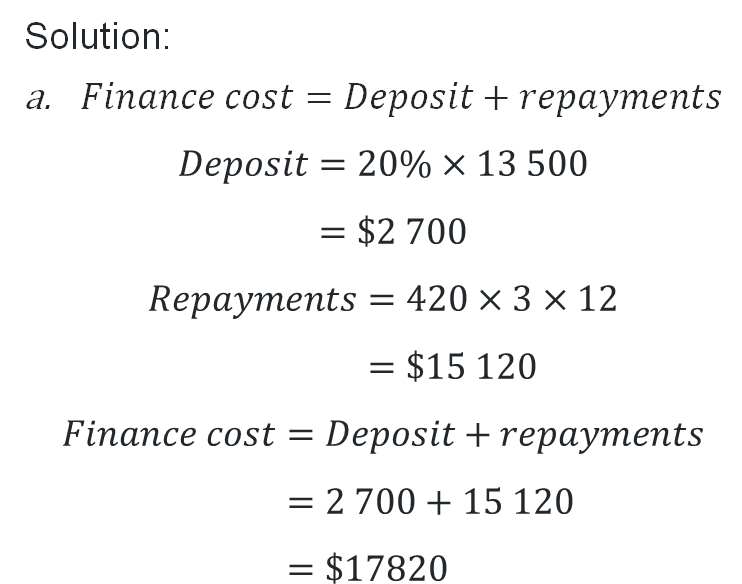 Solution:
a. Finance cost = Deposit + repayments
Deposit = 20% × 13 500
= $2 700
Repayments = 420 × 3 × 12
= $15 120
Finance cost = Deposit + repayments
= 2 700 + 15 120
= $17820